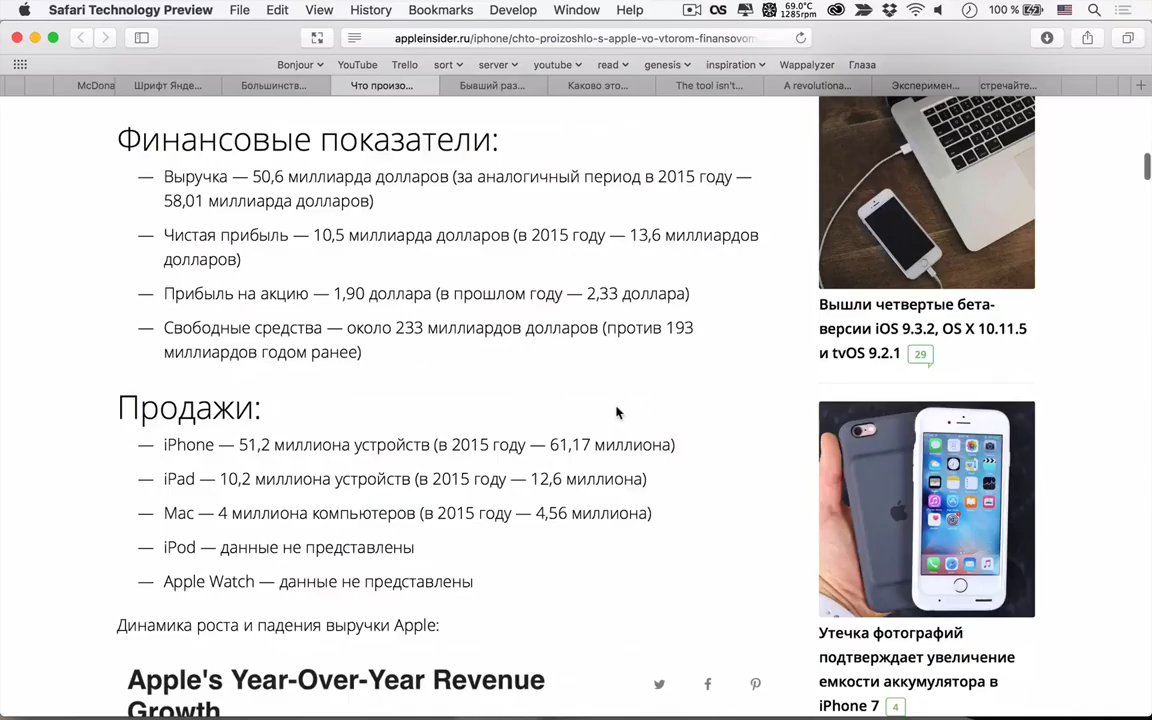 Safari Technology Preview File Edit View History Bookmarks Develop Window Help OS 69.0°C 1285rpm 100 %
appleinsider.ru/iphone/chto-proizoshlo-s-apple-vo-vtorom-finansovom-
Bonjour YouTube Trello sort server youtube read genesis inspiration Wappalyzer Глаза
McDona Шрифт Янде... Большинств... Что произо... Бывший раз... Каково это... The tool isn't... A revolutiona... Эксперимен... стречайте...
Финансовые показатели:
— Выручка — 50,6 миллиарда долларов (за аналогичный период в 2015 году —
58,01 миллиарда долларов)
— Чистая прибыль — 10,5 миллиарда долларов (в 2015 году — 13,6 миллиардов
долларов)
— Прибыль на акцию — 1,90 доллара (в прошлом году — 2,33 доллара)
— Свободные средства — около 233 миллиардов долларов (против 193
миллиардов годом ранее)
Продажи:
— iPhone — 51,2 миллиона устройств (в 2015 году — 61,17 миллиона)
— iPad — 10,2 миллиона устройств (в 2015 году — 12,6 миллиона)
— Mac — 4 миллиона компьютеров (в 2015 году — 4,56 миллиона)
— iPod — данные не представлены
— Apple Watch — данные не представлены
Динамика роста и падения выручки Apple:
Apple's Year-Over-Year Revenue
Growth
Вышли четвертые бета-
версии iOS 9.3.2, OS X 10.11.5
и tvOS 9.2.1 29
Утечка фотографий
подтверждает увеличение
емкости аккумулятора в
iPhone 7 4